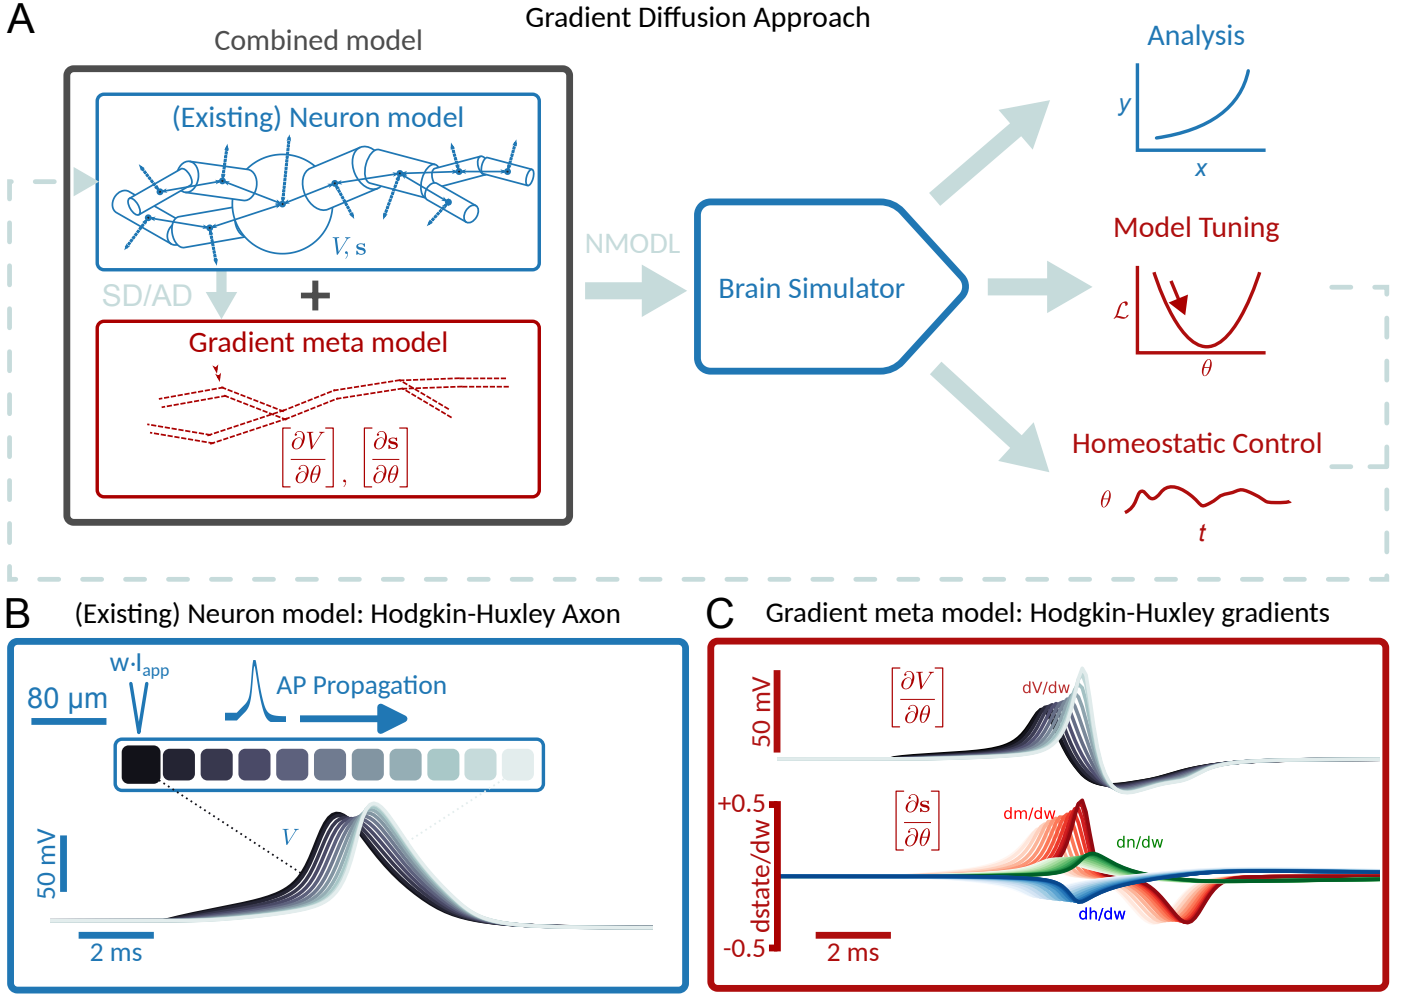 A
Gradient Diffusion Approach
Combined model
(Existing) Neuron model
V, s
SD/AD
+
Gradient meta model
[∂V/∂θ], [∂s/∂θ]
NMODL
Brain Simulator
Analysis
y
x
Model Tuning
ℒ
θ
Homeostatic Control
θ
t
B
(Existing) Neuron model: Hodgkin-Huxley Axon
w·Iapp
80 µm
AP Propagation
V
50 mV
2 ms
C
Gradient meta model: Hodgkin-Huxley gradients
50 mV
[∂V/∂θ]
dV/dw
+0.5
dstate/dw
-0.5
[∂s/∂θ]
dm/dw
dn/dw
dh/dw
2 ms